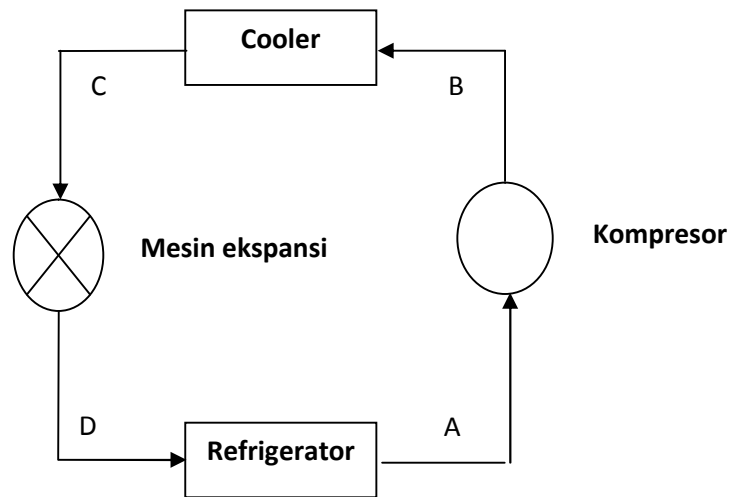 Cooler
C
B
Mesin ekspansi
Kompresor
D
A
Refrigerator